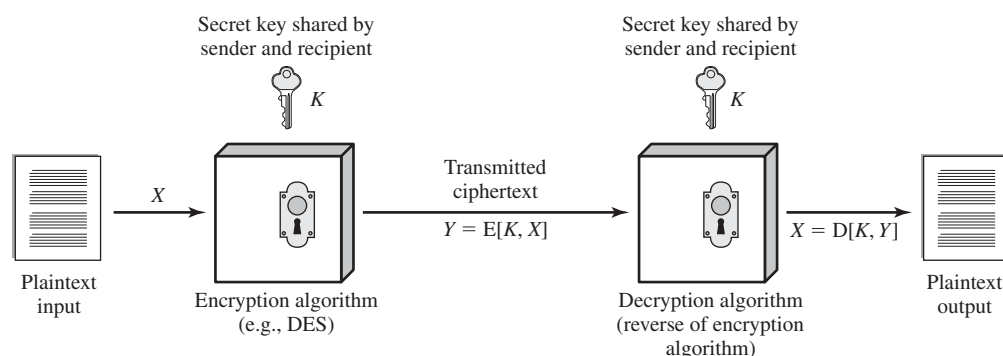 Secret key shared by
sender and recipient
K
Secret key shared by
sender and recipient
K
X
Transmitted
ciphertext
Y = E[K, X]
X = D[K, Y]
Plaintext
input
Encryption algorithm
(e.g., DES)
Decryption algorithm
(reverse of encryption
algorithm)
Plaintext
output